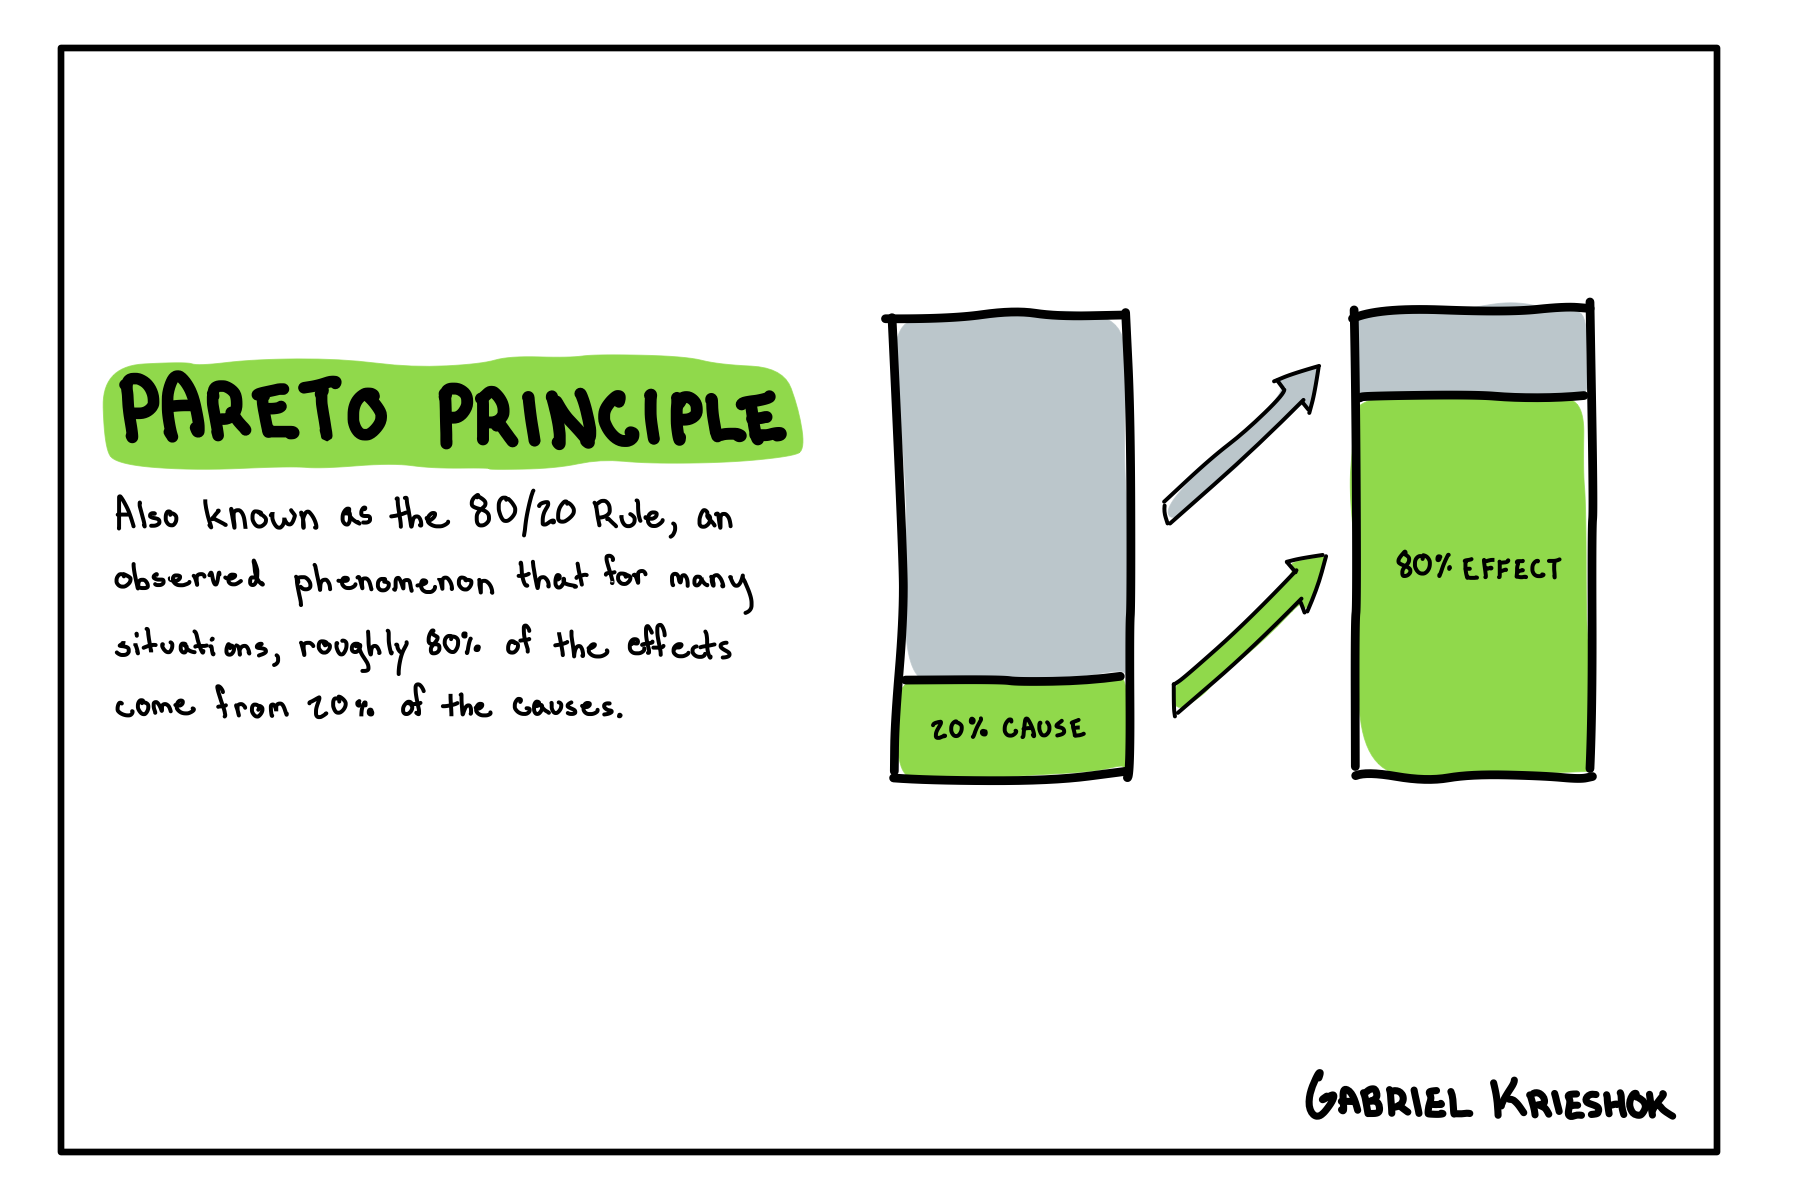 PARETO PRINCIPLE
Also known as the 80/20 Rule, an
observed phenomenon that for many
situations, roughly 80% of the effects
come from 20% of the causes.
20% CAUSE
80% EFFECT
GABRIEL KRIESHOK